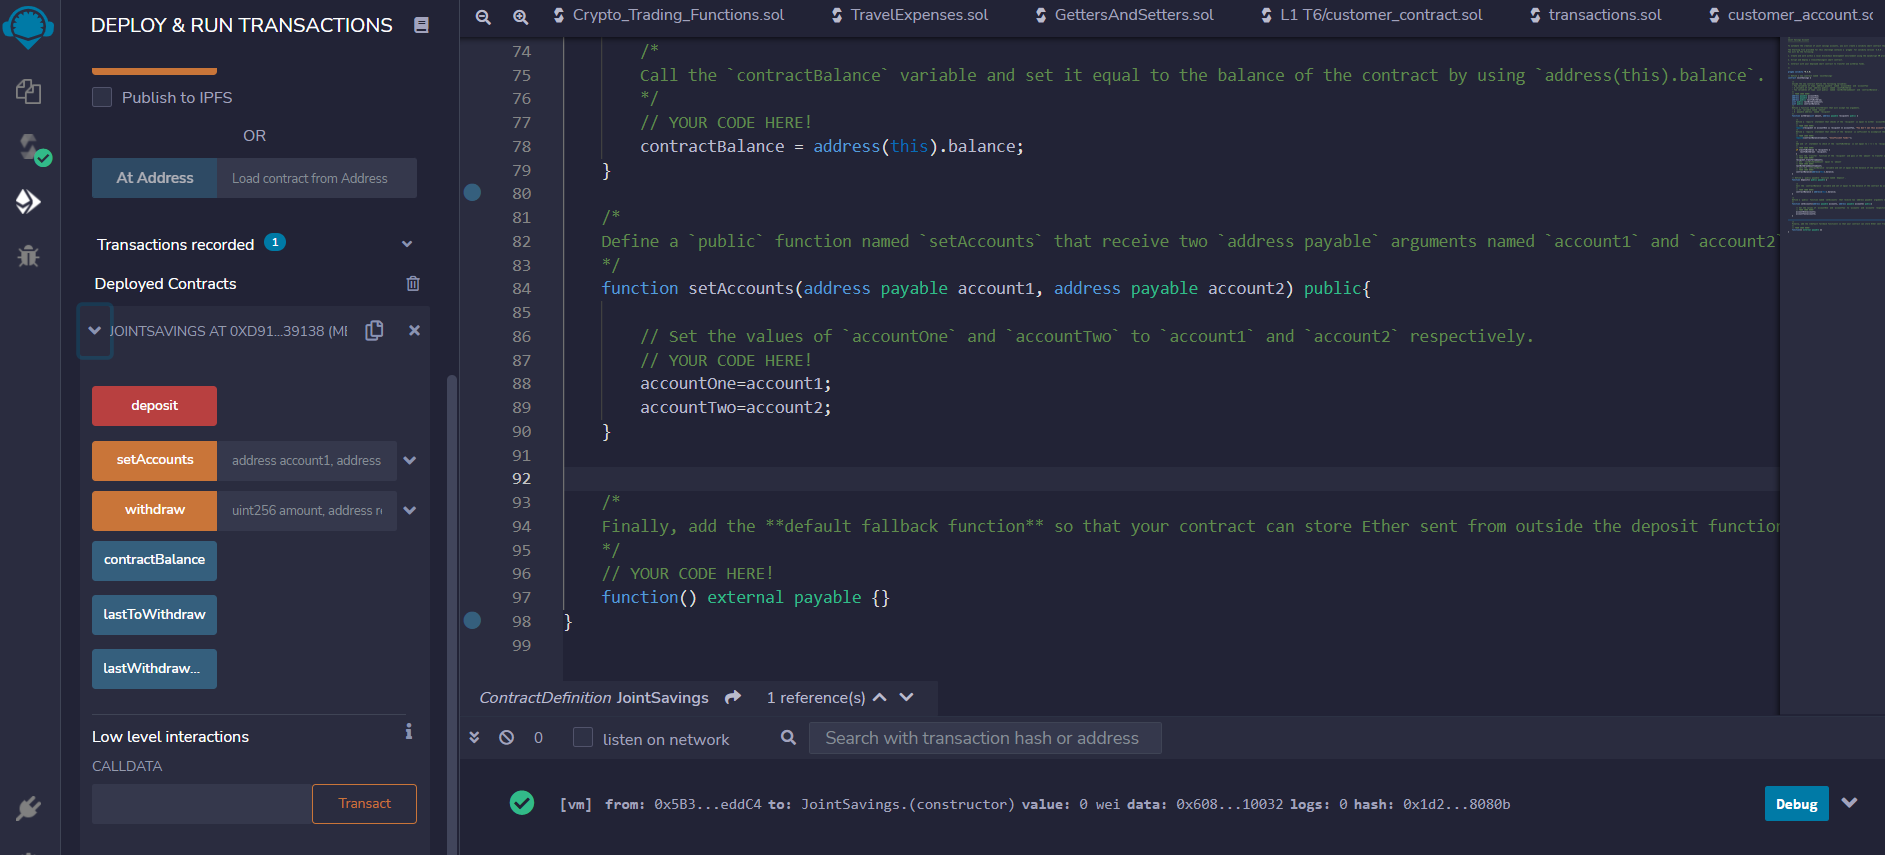 DEPLOY & RUN TRANSACTIONS
Publish to IPFS
OR
At Address
Load contract from Address
Transactions recorded 1
Deployed Contracts
JOINTSAVINGS AT 0XD91...39138 (ME
deposit
setAccounts
address account1, address
withdraw
uint256 amount, address re
contractBalance
lastToWithdraw
lastWithdraw...
Low level interactions
i
CALLDATA
Transact
Crypto_Trading_Functions.sol
TravelExpenses.sol
GettersAndSetters.sol
L1 T6/customer_contract.sol
transactions.sol
customer_account.sc
74 /*
75 Call the `contractBalance` variable and set it equal to the balance of the contract by using `address(this).balance`.
76 */
77 // YOUR CODE HERE!
78 contractBalance = address(this).balance;
79 }
80
81 /*
82 Define a `public` function named `setAccounts` that receive two `address payable` arguments named `account1` and `account2`
83 */
84 function setAccounts(address payable account1, address payable account2) public{
85
86 // Set the values of `accountOne` and `accountTwo` to `account1` and `account2` respectively.
87 // YOUR CODE HERE!
88 accountOne=account1;
89 accountTwo=account2;
90 }
91
92
93 /*
94 Finally, add the **default fallback function** so that your contract can store Ether sent from outside the deposit function
95 */
96 // YOUR CODE HERE!
97 function() external payable {}
98 }
99
ContractDefinition JointSavings 1 reference(s)
0 listen on network
Search with transaction hash or address
[vm] from: 0x5B3...eddC4 to: JointSavings.(constructor) value: 0 wei data: 0x608...10032 logs: 0 hash: 0x1d2...8080b
Debug